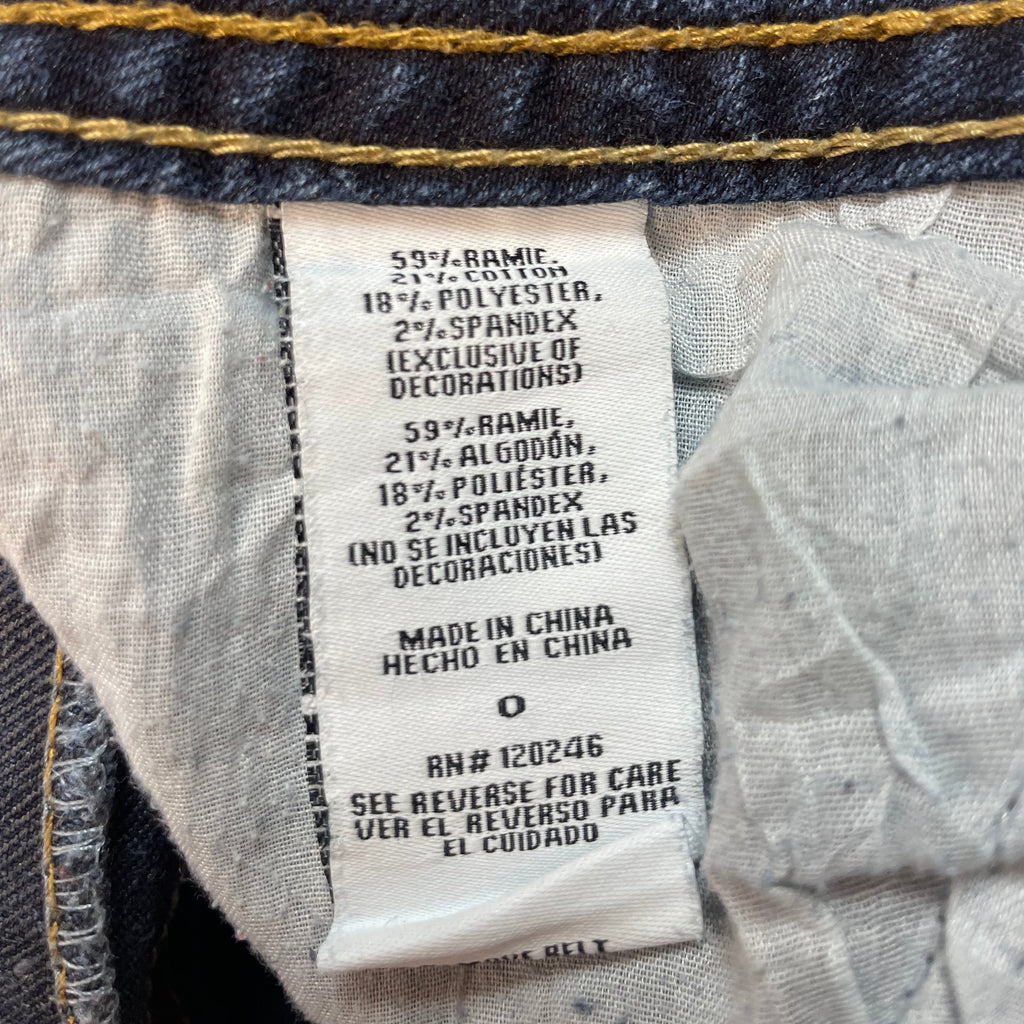 59% RAMIE.
21% COTTON
18% POLYESTER,
2% SPANDEX
(EXCLUSIVE OF
DECORATIONS)
59% RAMIE,
21% ALGODÓN,
18% POLIÉSTER,
2% SPANDEX
(NO SE INCLUYEN LAS
DECORACIONES)
MADE IN CHINA
HECHO EN CHINA
0
RN# 120246
SEE REVERSE FOR CARE
VER EL REVERSO PARA
EL CUIDADO
BELT